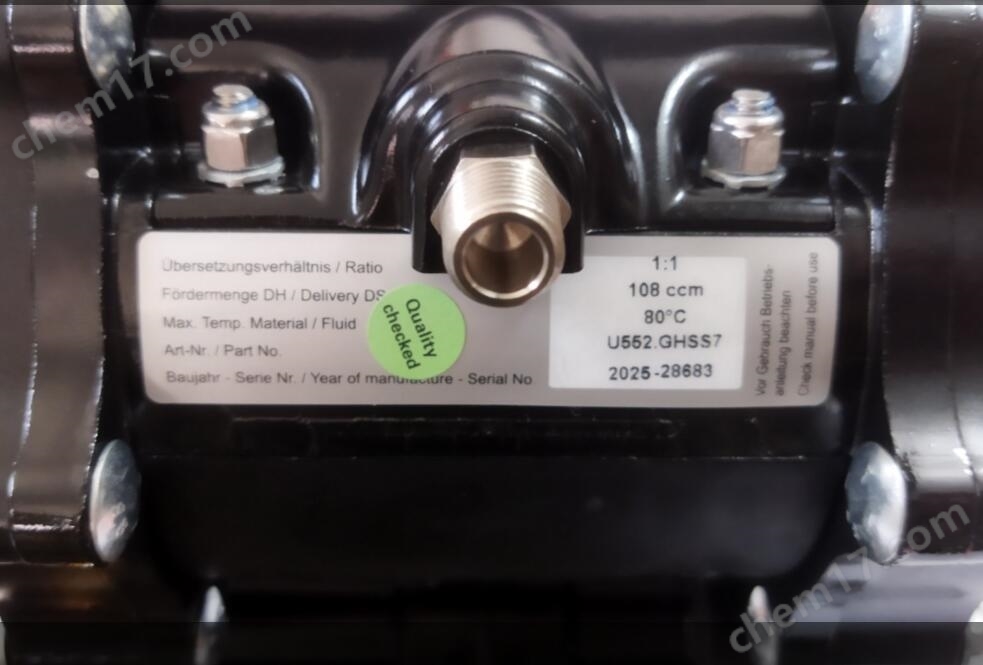 chem17.com
Übersetzungsverhältnis / Ratio
1:1
Fördermenge DH / Delivery DS
108 ccm
Max. Temp. Material / Fluid
80°C
Art-Nr. / Part No.
U552.GHSS7
Baujahr - Serie Nr. / Year of manufacture - Serial No
2025-28683
Quality
checked
Vor Gebrauch Betriebs-
anleitung beachten
Check manual before use
chem17.com